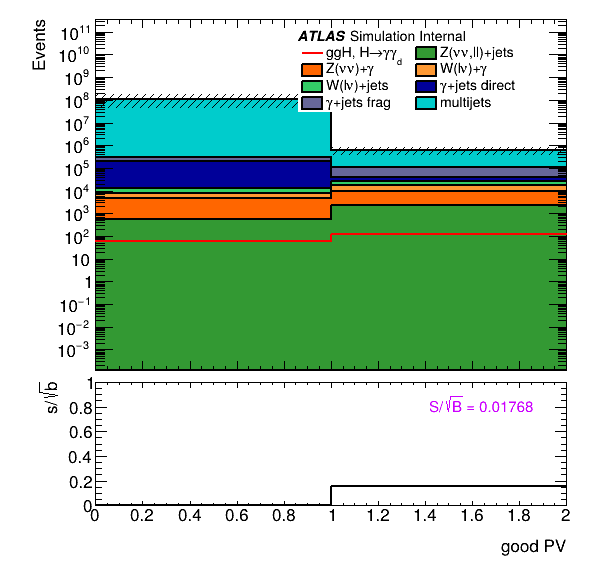 Events
ATLAS Simulation Internal
ggH, H→γγ_d
Z(νν,ll)+jets
Z(νν)+γ
W(lν)+γ
W(lν)+jets
γ+jets direct
γ+jets frag
multijets
10¹¹
10¹⁰
10⁹
10⁸
10⁷
10⁶
10⁵
10⁴
10³
10²
10
1
10⁻¹
10⁻²
10⁻³
s/√b
S/√B = 0.01768
1
0.8
0.6
0.4
0.2
0
0 0.2 0.4 0.6 0.8 1 1.2 1.4 1.6 1.8 2
good PV